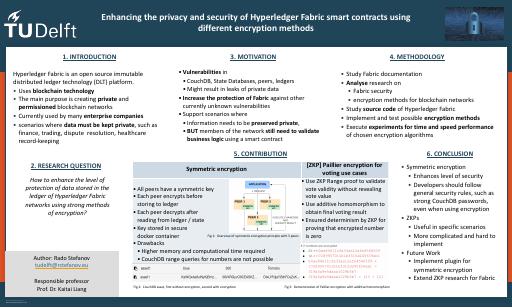 TUDelft
Enhancing the privacy and security of Hyperledger Fabric smart contracts using
different encryption methods
1. INTRODUCTION
Hyperledger Fabric is an open source immutable
distributed ledger technology (DLT) platform.
• Uses blockchain technology
• The main purpose is creating private and
permissioned blockchain networks
• Currently used by many enterprise companies
• scenarios where data must be kept private, such as
finance, trading, dispute resolution, healthcare
record-keeping
2. RESEARCH QUESTION
How to enhance the level of
protection of data stored in the
ledger of Hyperledger Fabric
networks using strong methods
of encryption?
Author: Rado Stefanov
Responsible professor
Prof. Dr. Kaitai Liang
3. MOTIVATION
• Vulnerabilities in
• CouchDB, State Databases, peers, ledgers
• Might result in leaks of private data
• Increase the protection of Fabric against other
currently unknown vulnerabilities
• Support scenarios where
• Information needs to be preserved private,
• BUT members of the network still need to validate
business logic using a smart contract
4. METHODOLOGY
• Study Fabric documentation
• Analyse research on
• Fabric security
• encryption methods for blockchain networks
• Study source code of Hyperledger Fabric
• Implement and test possible encryption methods
• Execute experiments for time and speed performance
of chosen encryption algorithms
5. CONTRIBUTION
Symmetric encryption
• All peers have a symmetric key
• Each peer encrypts before
storing to ledger
• Each peer decrypts after
reading from ledger / state
• Key stored in secure
docker container
• Drawbacks
• Higher memory and computational time required
• CouchDB range queries for numbers are not possible
APPLICATION
[ZKP] Paillier encryption for
voting use cases
• Use ZKP Range proof to validate
vote validity without revealing
vote value
• Use additive homomorphism to
obtain final voting result
• Ensured determinism by ZKP for
proving that encrypted number
is zero
6. CONCLUSION
• Symmetric encryption
• Enhances level of security
• Developers should follow
general security rules, such as
strong CouchDB passwords,
even when using encryption
• ZKPs
• Useful in specific scenarios
• More complicated and hard to
implement
• Future Work
• Implement plugin for
symmetric encryption
• Extend ZKP research for Fabric